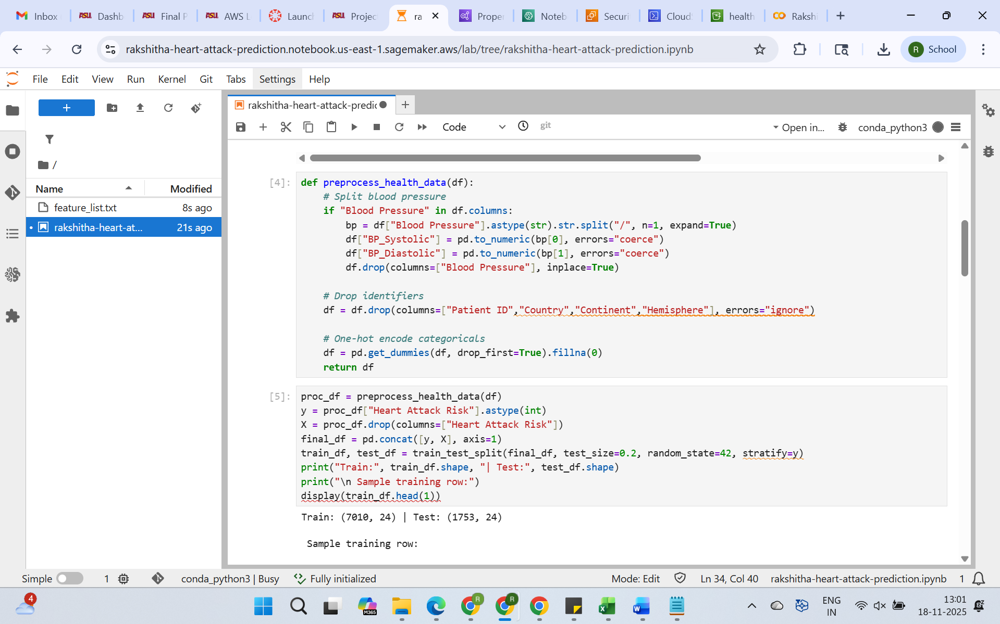 Inbox
Dashb
Final P
AWS L
Launch
Projec
ra
Proper
Noteb
Securi
Cloud
health
Rakshi
rakshitha-heart-attack-prediction.notebook.us-east-1.sagemaker.aws/lab/tree/rakshitha-heart-attack-prediction.ipynb
R School
File Edit View Run Kernel Git Tabs Settings Help
rakshitha-heart-attack-predic
Code
git
Open in...
conda_python3
/
Name
Modified
feature_list.txt 8s ago
rakshitha-heart-at... 21s ago
[4]:
def preprocess_health_data(df):
# Split blood pressure
if "Blood Pressure" in df.columns:
bp = df["Blood Pressure"].astype(str).str.split("/", n=1, expand=True)
df["BP_Systolic"] = pd.to_numeric(bp[0], errors="coerce")
df["BP_Diastolic"] = pd.to_numeric(bp[1], errors="coerce")
df.drop(columns=["Blood Pressure"], inplace=True)
# Drop identifiers
df = df.drop(columns=["Patient ID","Country","Continent","Hemisphere"], errors="ignore")
# One-hot encode categoricals
df = pd.get_dummies(df, drop_first=True).fillna(0)
return df
[5]:
proc_df = preprocess_health_data(df)
y = proc_df["Heart Attack Risk"].astype(int)
X = proc_df.drop(columns=["Heart Attack Risk"])
final_df = pd.concat([y, X], axis=1)
train_df, test_df = train_test_split(final_df, test_size=0.2, random_state=42, stratify=y)
print("Train:", train_df.shape, "| Test:", test_df.shape)
print("\n Sample training row:")
display(train_df.head(1))
Train: (7010, 24) | Test: (1753, 24)
Sample training row:
Simple
1
conda_python3 | Busy
Fully initialized
Mode: Edit
Ln 34, Col 40
rakshitha-heart-attack-prediction.ipynb
1
4
M365
R
R
ENG
IN
13:01
18-11-2025